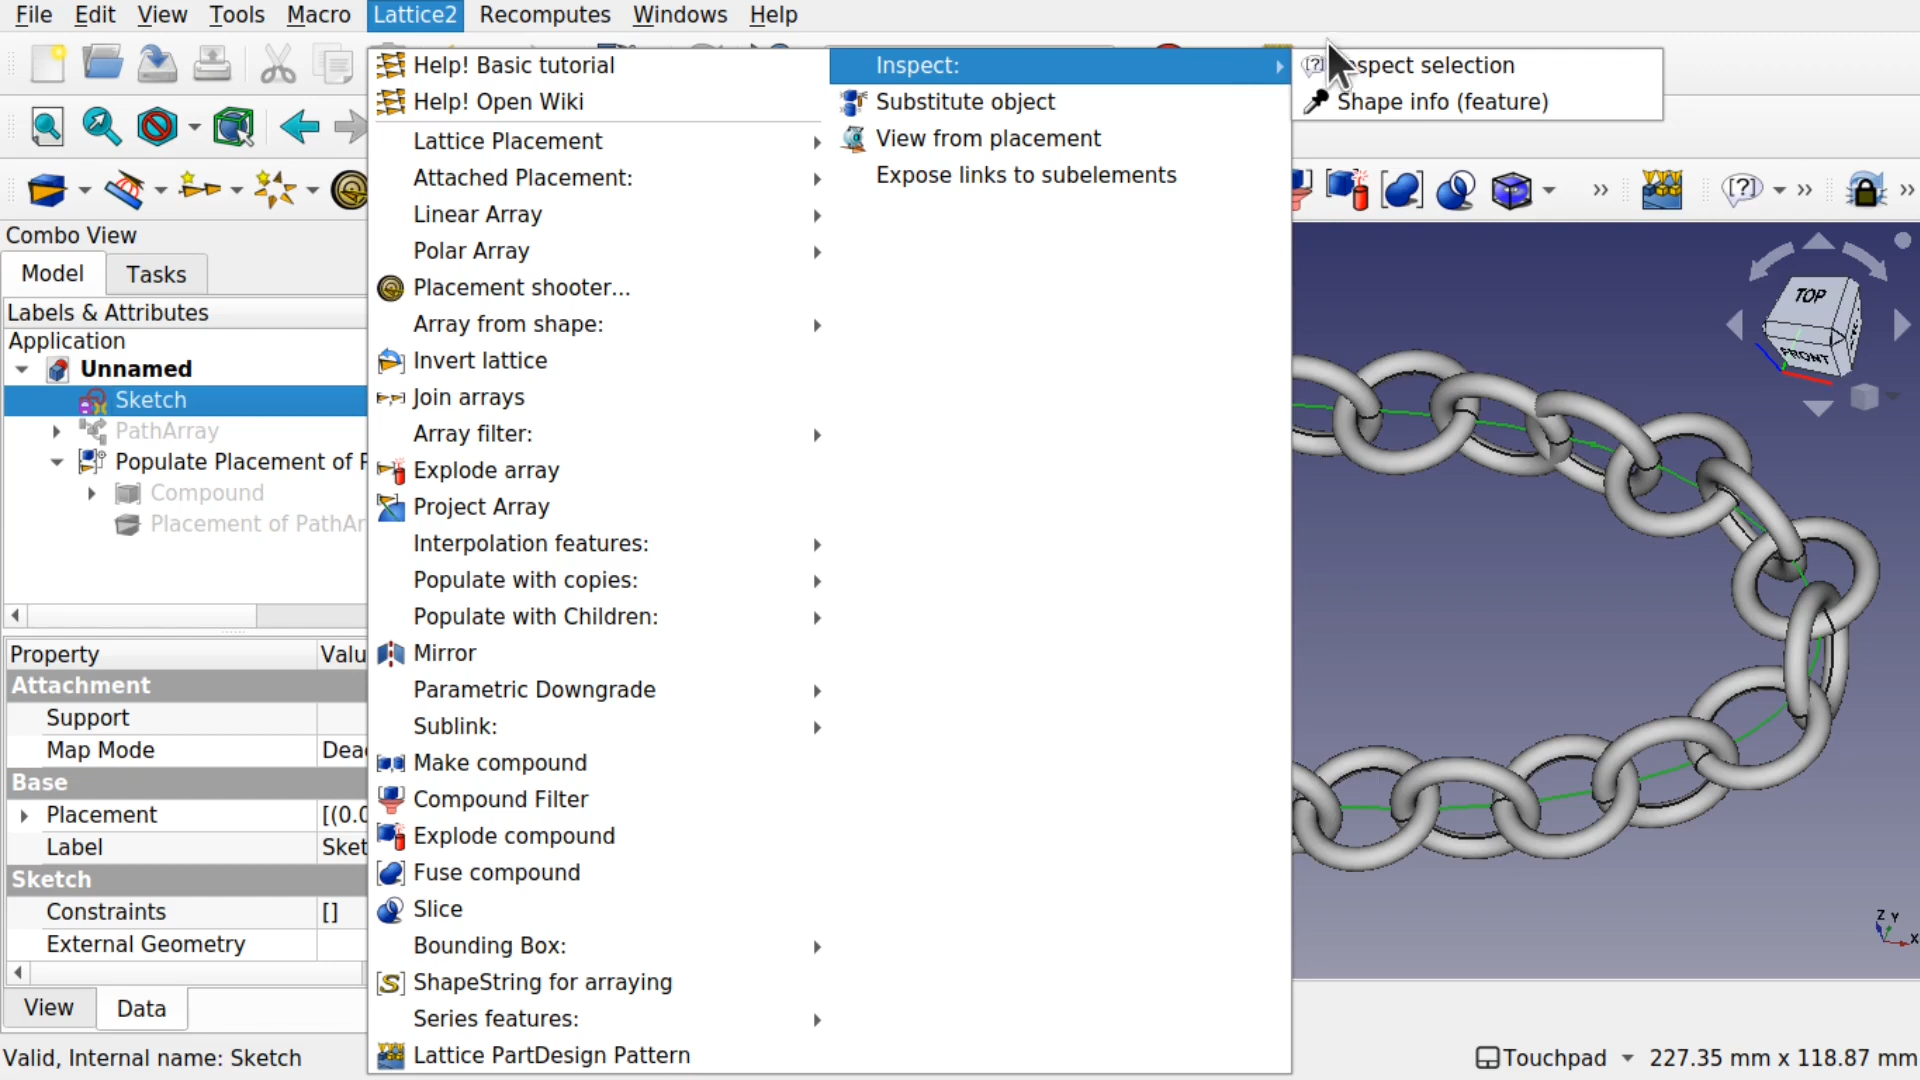 File Edit View Tools Macro Lattice2 Recomputes Windows Help
Help! Basic tutorial
Help! Open Wiki
Lattice Placement
Attached Placement:
Linear Array
Polar Array
Placement shooter...
Array from shape:
Invert lattice
Join arrays
Array filter:
Explode array
Project Array
Interpolation features:
Populate with copies:
Populate with Children:
Mirror
Parametric Downgrade
Sublink:
Make compound
Compound Filter
Explode compound
Fuse compound
Slice
Bounding Box:
ShapeString for arraying
Series features:
Lattice PartDesign Pattern
Inspect:
Substitute object
View from placement
Expose links to subelements
spect selection
Shape info (feature)
Combo View
Model Tasks
Labels & Attributes
Application
Unnamed
Sketch
PathArray
Populate Placement of
Compound
Placement of PathAr
Property Valu
Attachment
Support
Map Mode Dea
Base
Placement [(0.0
Label Sket
Sketch
Constraints []
External Geometry
View Data
Valid, Internal name: Sketch
TOP
FRONT
Z Y
X
Touchpad 227.35 mm x 118.87 mm